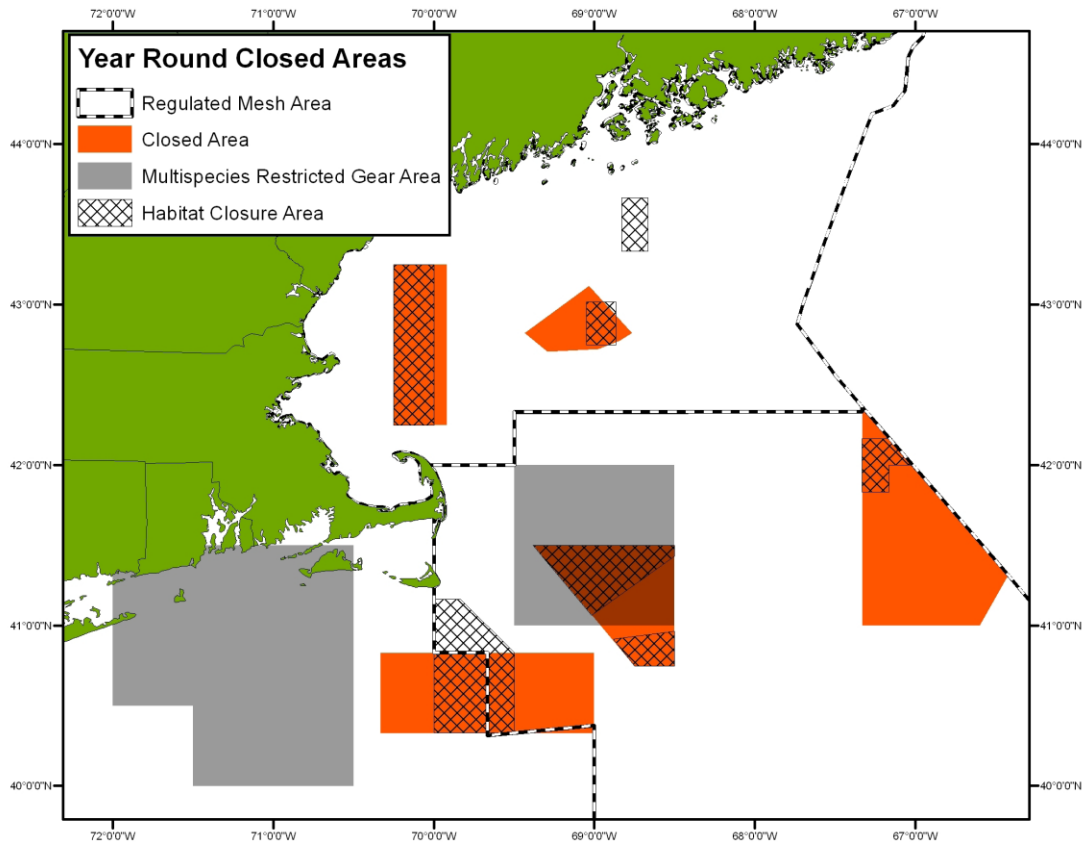 72°0'0"W 71°0'0"W 70°0'0"W 69°0'0"W 68°0'0"W 67°0'0"W
Year Round Closed Areas
Regulated Mesh Area
Closed Area
Multispecies Restricted Gear Area
Habitat Closure Area
44°0'0"N 44°0'0"N
43°0'0"N 43°0'0"N
42°0'0"N 42°0'0"N
41°0'0"N 41°0'0"N
40°0'0"N 40°0'0"N
72°0'0"W 71°0'0"W 70°0'0"W 69°0'0"W 68°0'0"W 67°0'0"W